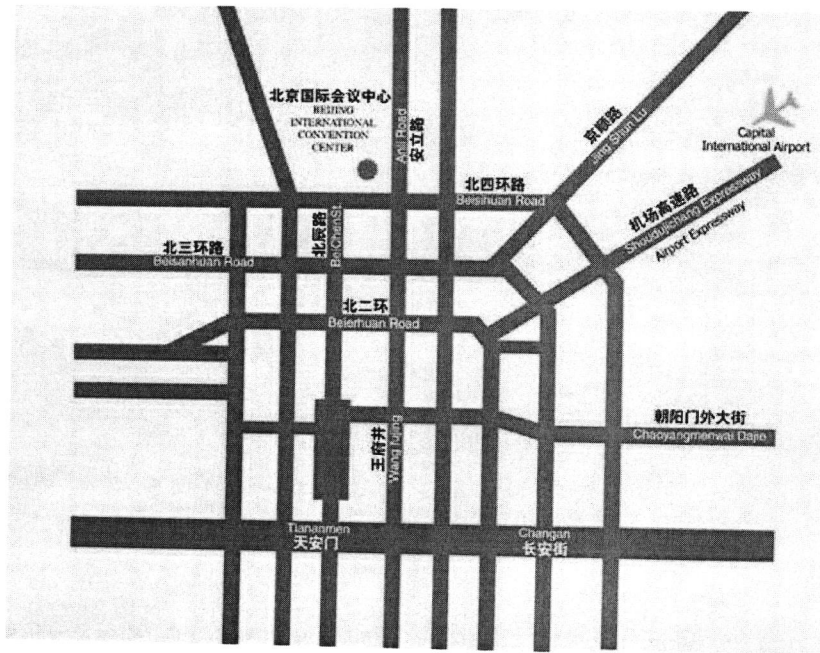 北京国际会议中心
BEIJING
INTERNATIONAL
CONVENTION
CENTER
Anli Road
安立路
京顺路
Jing Shun Lu
Capital
International Airport
北四环路
Beisihuan Road
机场高速路
Shoudujichang Expressway
Airport Expressway
北辰路
BeiChenSt.
北三环路
Beisanhuan Road
北二环
Beierhuan Road
王府井
Wangfujing
朝阳门外大街
Chaoyangmenwai Dajie
Tiananmen
天安门
Changan
长安街